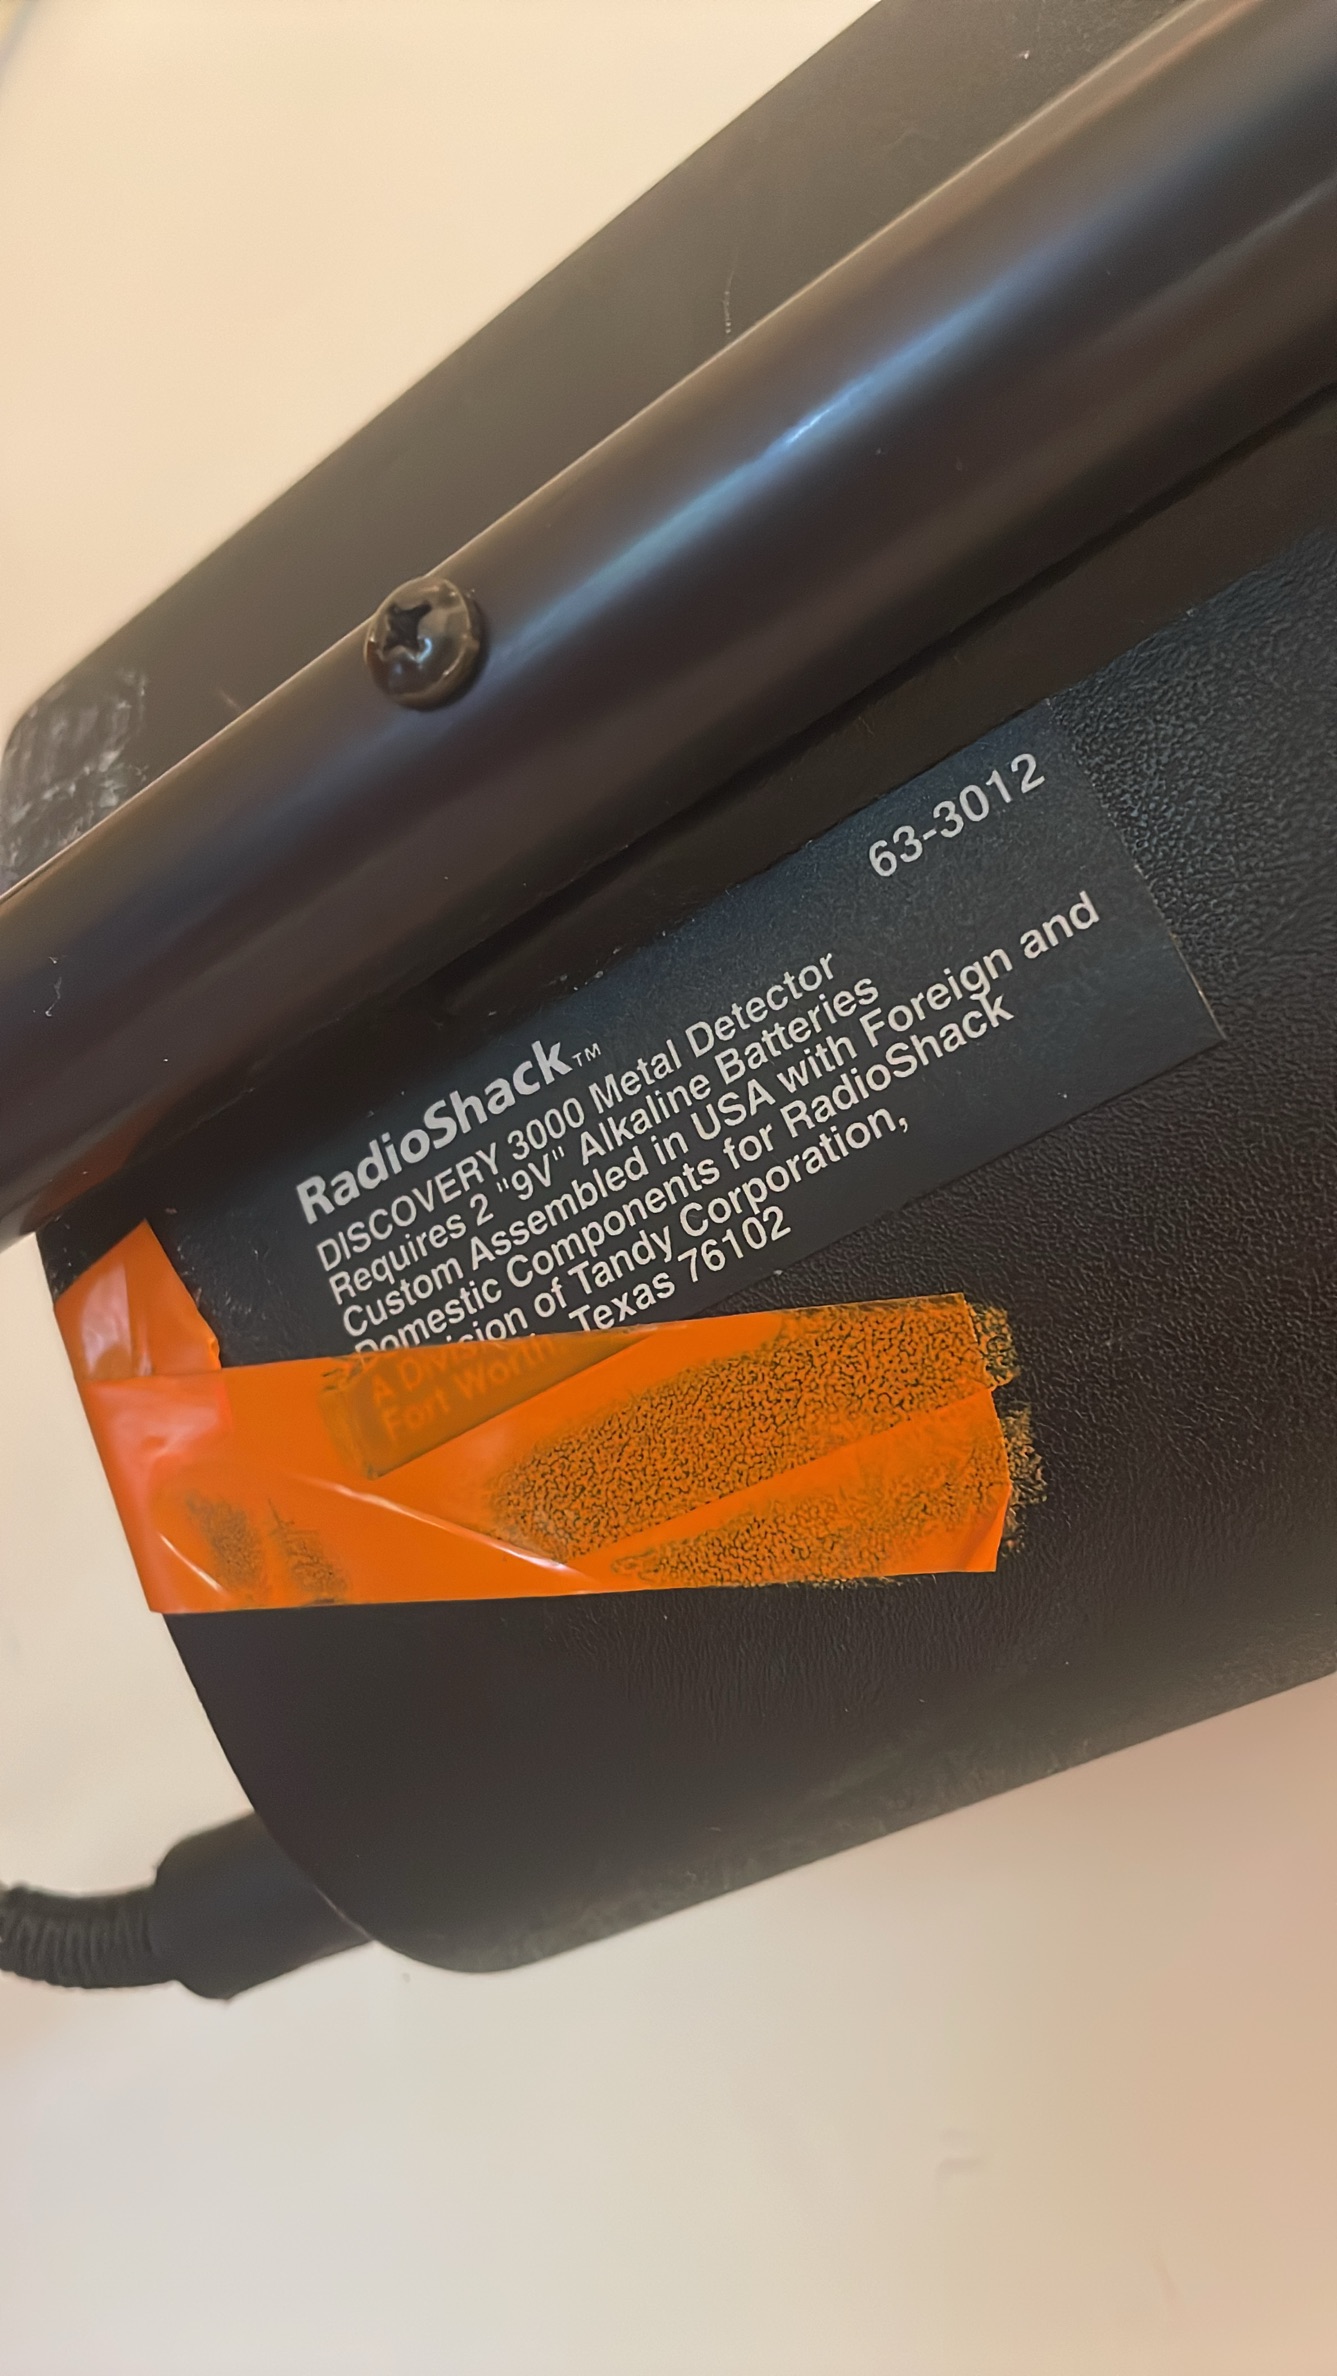 63-3012
RadioShack™
DISCOVERY 3000 Metal Detector
Requires 2 "9V" Alkaline Batteries
Custom Assembled in USA with Foreign and
Domestic Components for RadioShack
A Division of Tandy Corporation,
Fort Worth, Texas 76102